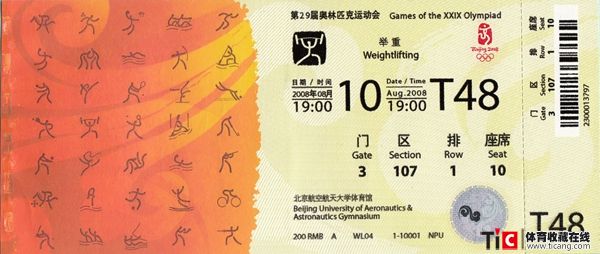 第29届奥林匹克运动会 Games of the XXIX Olympiad
举重
Weightlifting
Beijing 2008
日期 / 时间 Date / Time
2008年08月 10 Aug.2008 T48
19:00 19:00
门 区 排 座席
Gate Section Row Seat
3 107 1 10
北京航空航天大学体育馆
Beijing University of Aeronautics &
Astronautics Gymnasium
200 RMB A WL04 1-10001 NPU
座席 Seat 10
排 Row 1
区 Section 107
门 Gate 3
2300013797
T48
TiC 体育收藏在线
www.ticang.com